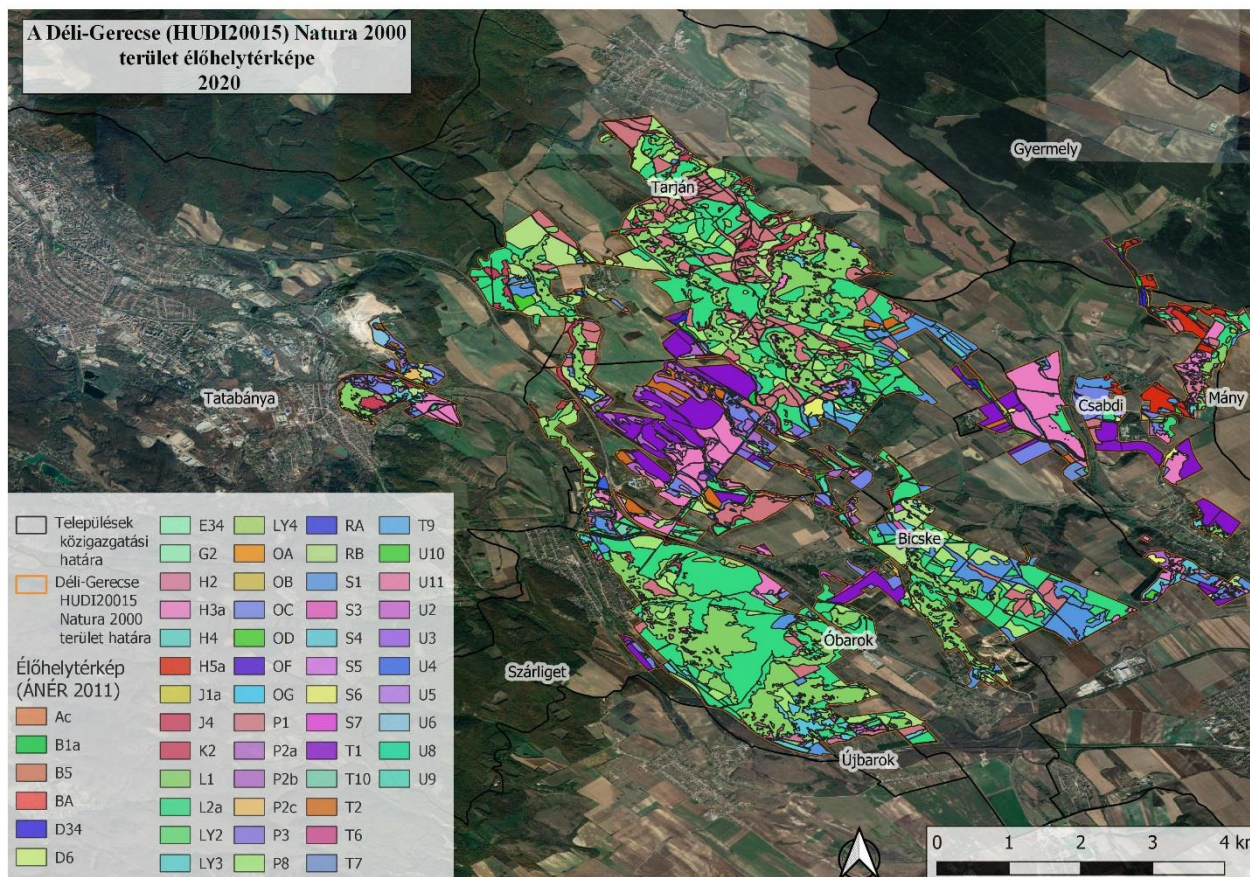 A Déli-Gerecse (HUDI20015) Natura 2000
terület élőhelytérképe
2020
Gyermely
Tarján
Tatabánya
Csabdi
Mány
Bicske
Óbarok
Szárliget
Újbarok
Települések
közigazgatási
határa
Déli-Gerecse
HUDI20015
Natura 2000
terület határa
Élőhelytérkép
(ÁNÉR 2011)
Ac
B1a
B5
BA
D34
D6
E34
G2
H2
H3a
H4
H5a
J1a
J4
K2
L1
L2a
LY2
LY3
LY4
OA
OB
OC
OD
OF
OG
P1
P2a
P2b
P2c
P3
P8
RA
RB
S1
S3
S4
S5
S6
S7
T1
T10
T2
T6
T7
T9
U10
U11
U2
U3
U4
U5
U6
U8
U9
0 1 2 3 4 km